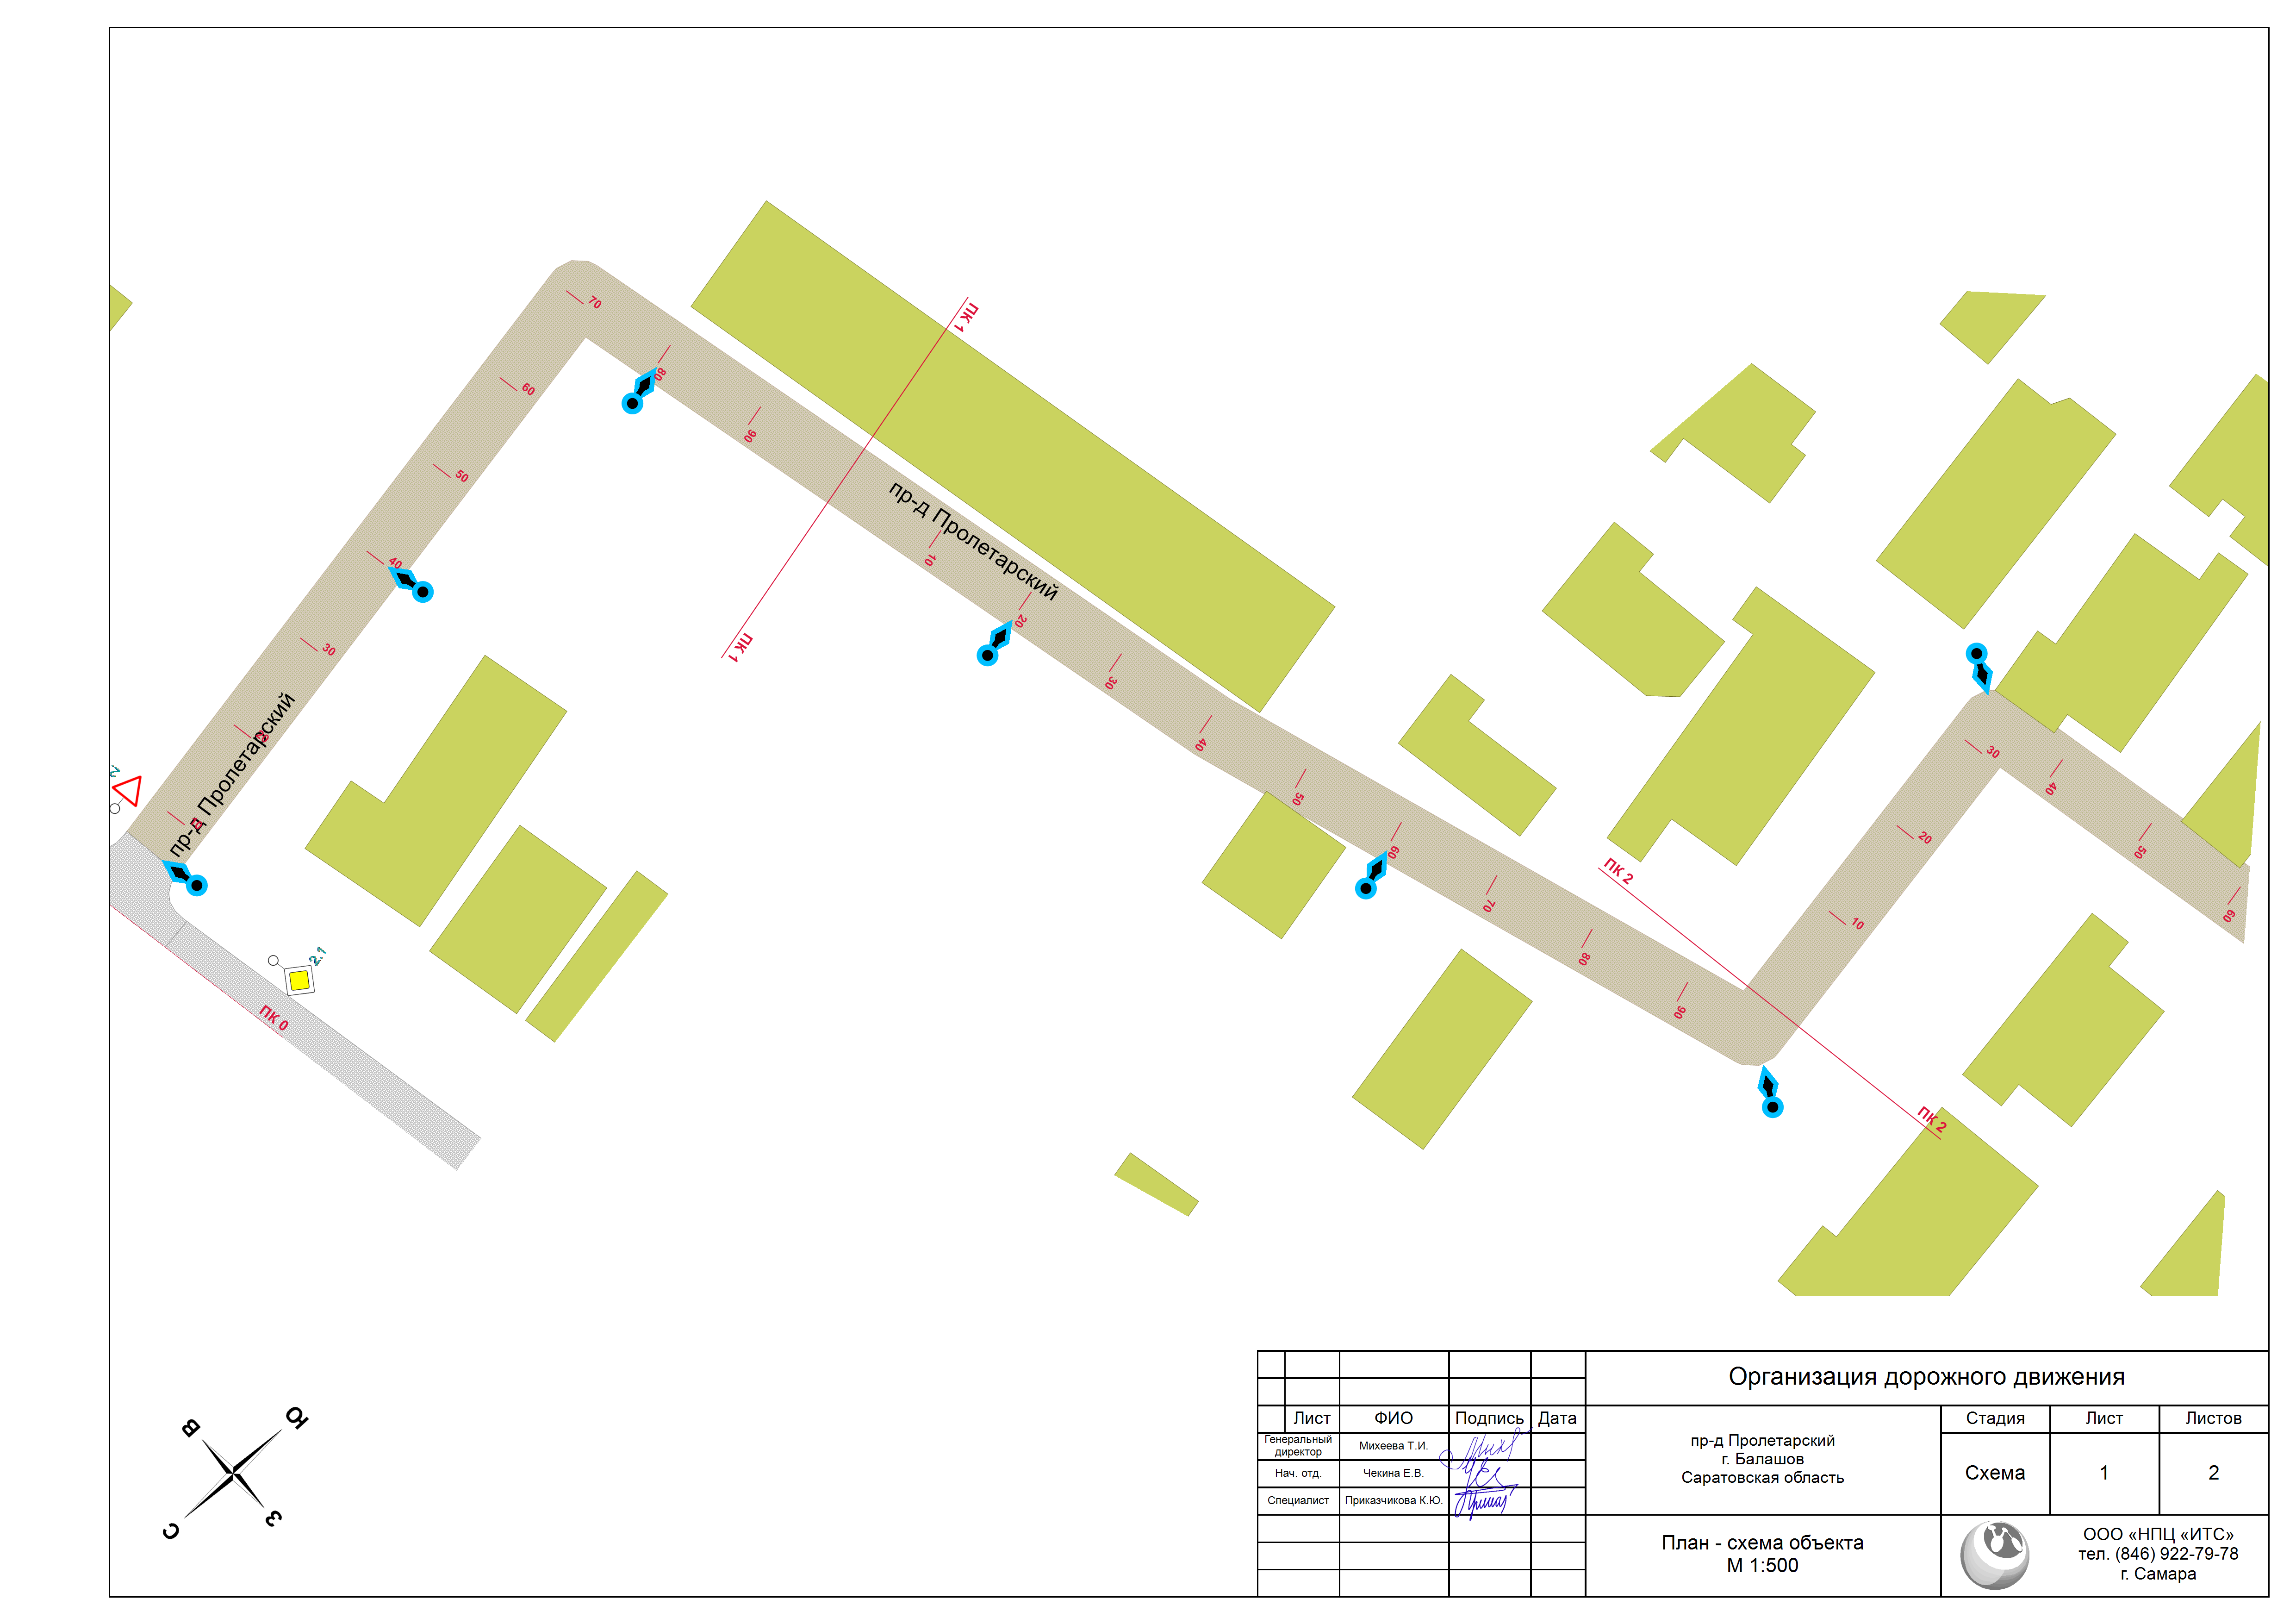 70
80
90
ПК 1
60
50
40
30
пр-д Пролетарский
10
20
ПК 1
30
40
50
60
70
80
90
пр-д Пролетарский
2.1
ПК 0
ПК 2
ПК 2
10
20
30
40
50
60
В
Ю
С
З
Организация дорожного движения
Лист ФИО Подпись Дата
Генеральный
директор
Михеева Т.И.
Нач. отд. Чекина Е.В.
Специалист Приказчикова К.Ю.
пр-д Пролетарский
г. Балашов
Саратовская область
Стадия Лист Листов
Схема 1 2
План - схема объекта
М 1:500
ООО «НПЦ «ИТС»
тел. (846) 922-79-78
г. Самара